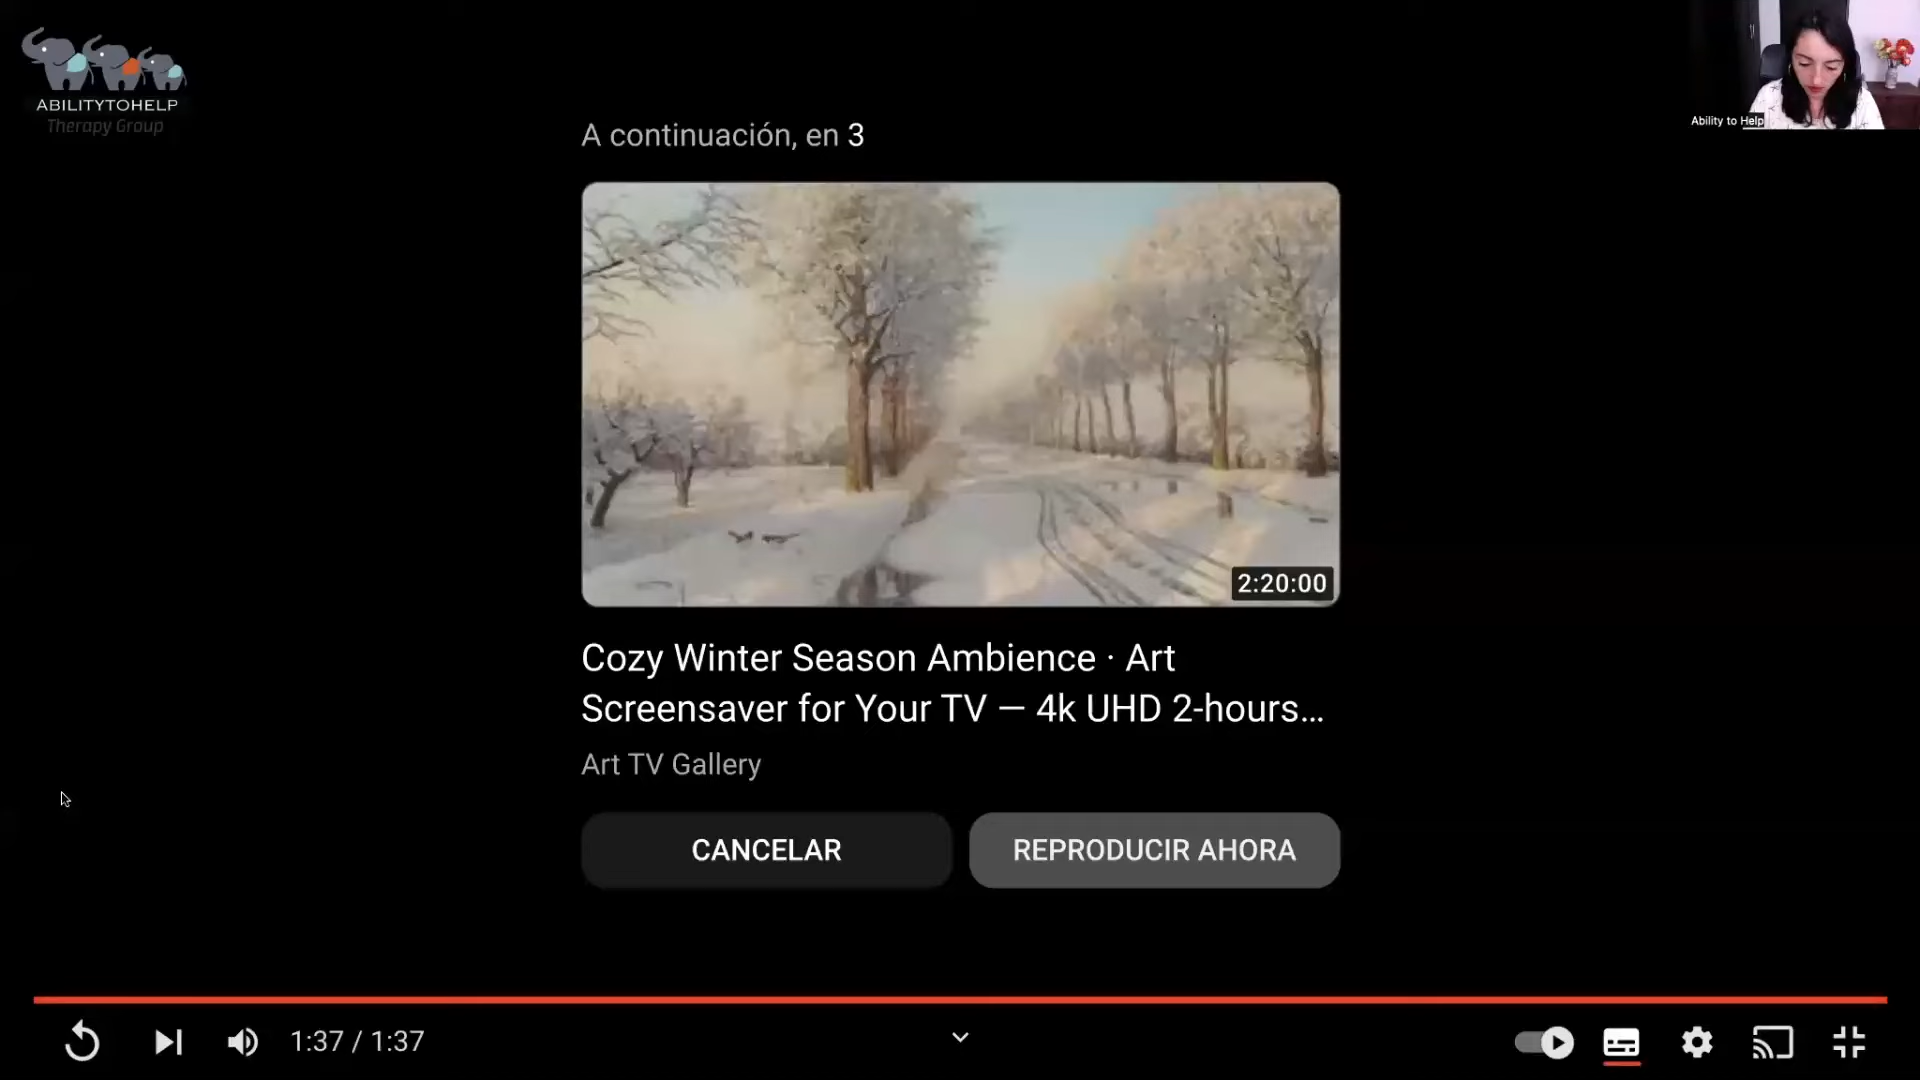 ABILITYTOHELP
Therapy Group
Ability to Help
A continuación, en 3
2:20:00
Cozy Winter Season Ambience · Art
Screensaver for Your TV — 4k UHD 2-hours...
Art TV Gallery
CANCELAR
REPRODUCIR AHORA
1:37 / 1:37